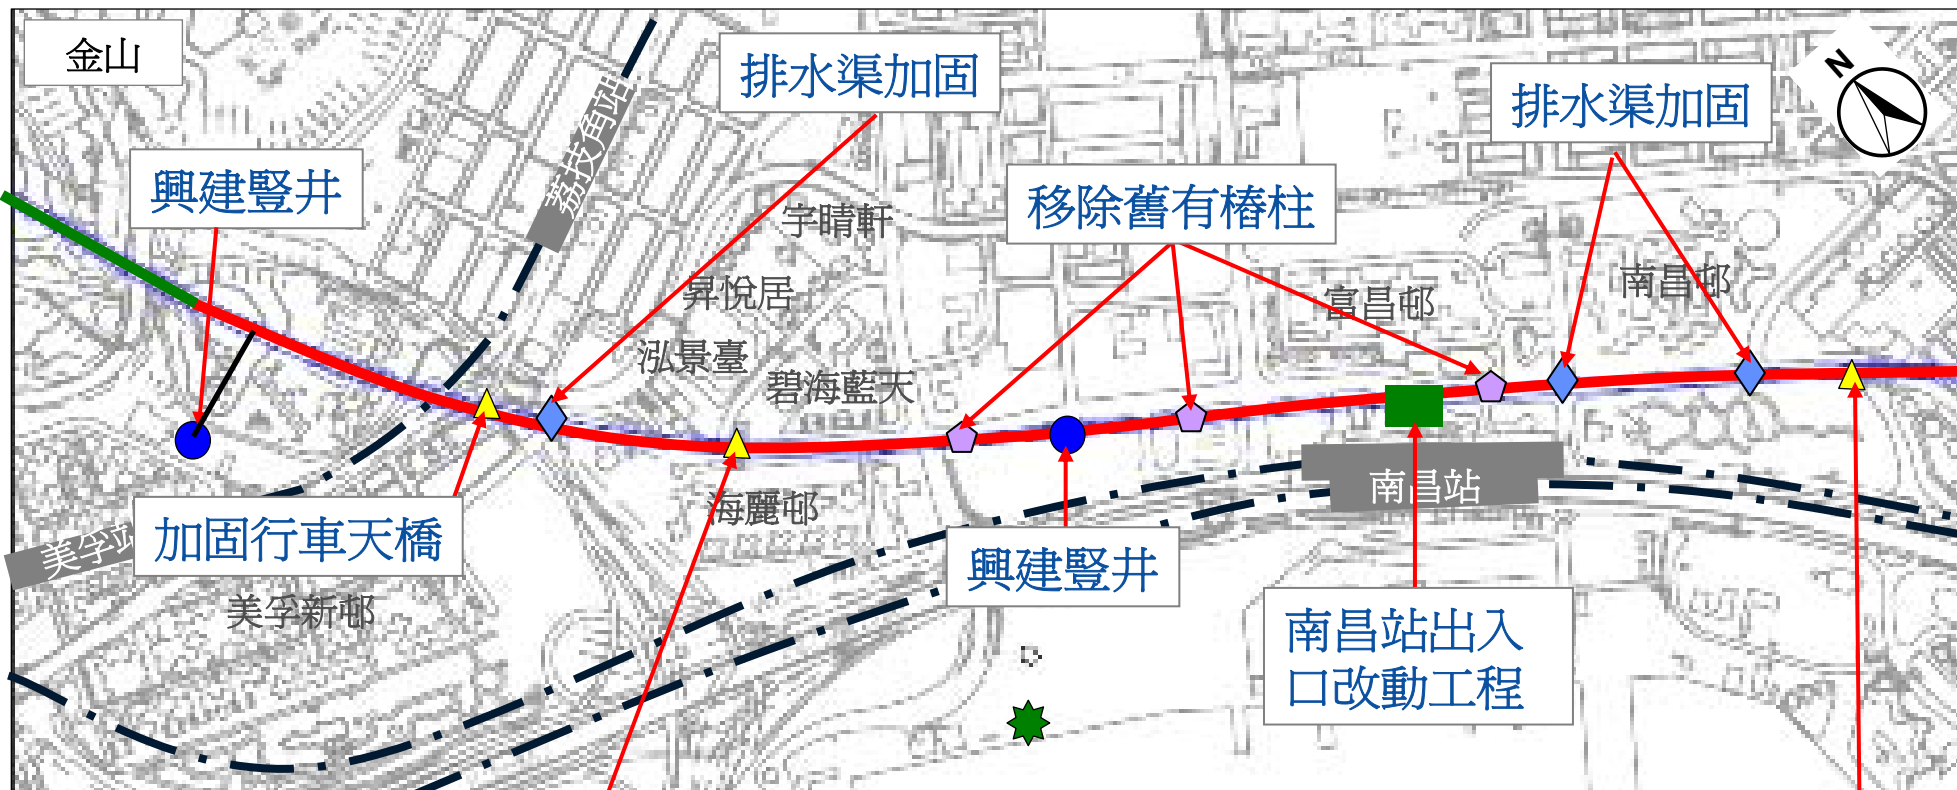 金山
排水渠加固
排水渠加固
N
荔枝角站
興建豎井
移除舊有樁柱
宇晴軒
昇悅居
富昌邨
南昌邨
泓景臺
碧海藍天
南昌站
海麗邨
加固行車天橋
美孚站
興建豎井
美孚新邨
南昌站出入
口改動工程